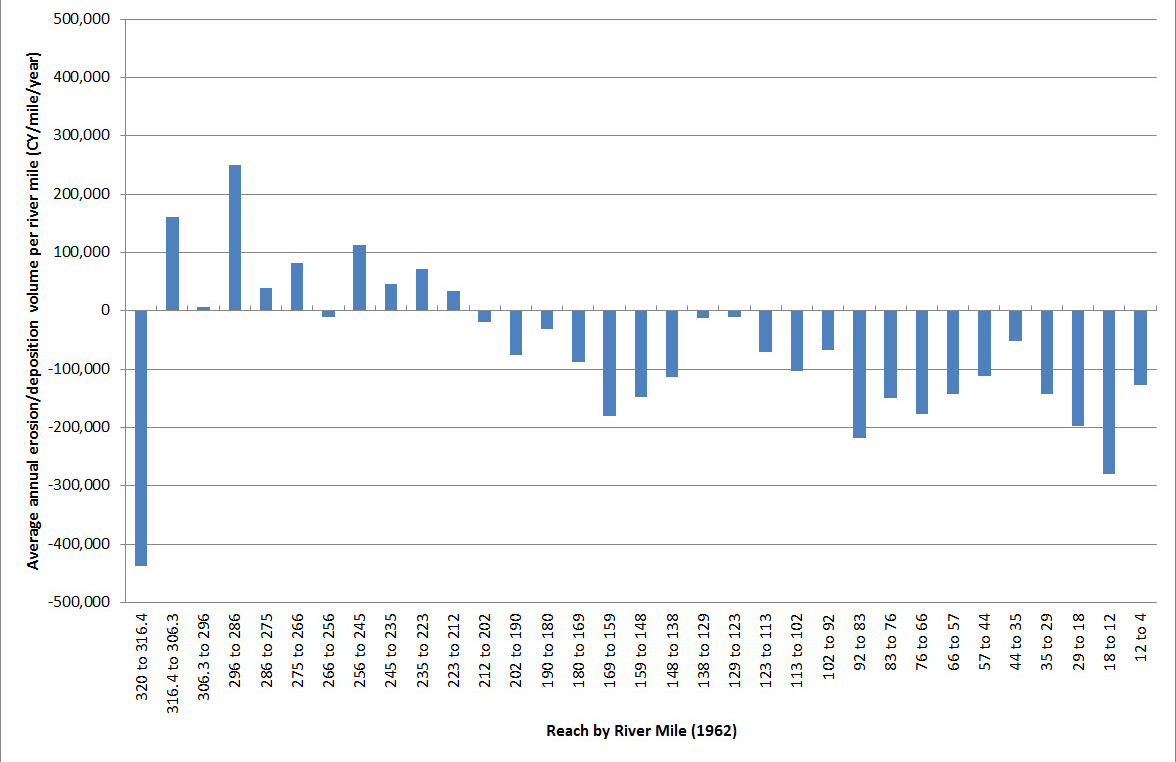 Average annual erosion/deposition volume per river mile (CY/mile/year)
500,000
400,000
300,000
200,000
100,000
0
-100,000
-200,000
-300,000
-400,000
-500,000
320 to 316.4
316.4 to 306.3
306.3 to 296
296 to 286
286 to 275
275 to 266
266 to 256
256 to 245
245 to 235
235 to 223
223 to 212
212 to 202
202 to 190
190 to 180
180 to 169
169 to 159
159 to 148
148 to 138
138 to 129
129 to 123
123 to 113
113 to 102
102 to 92
92 to 83
83 to 76
76 to 66
66 to 57
57 to 44
44 to 35
35 to 29
29 to 18
18 to 12
12 to 4
Reach by River Mile (1962)